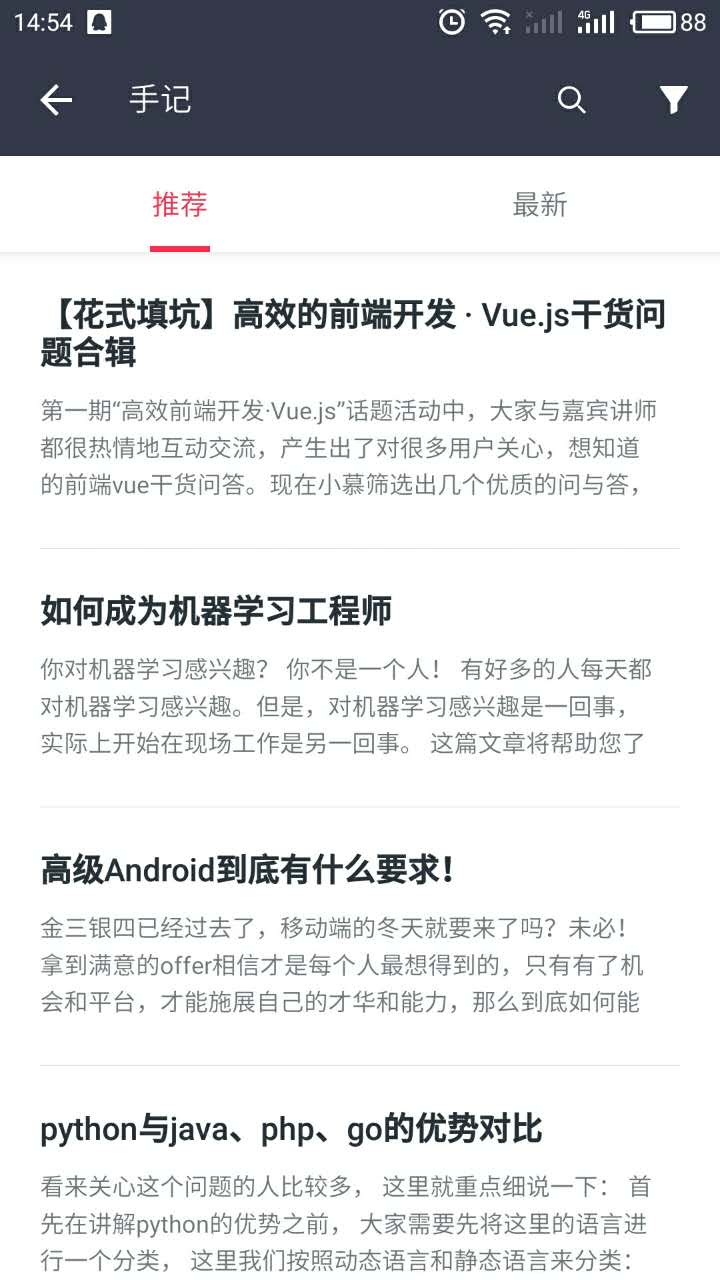 14:54
4G
88
手记
推荐
最新
【花式填坑】高效的前端开发 · Vue.js干货问
题合辑
第一期“高效前端开发·Vue.js”话题活动中，大家与嘉宾讲师
都很热情地互动交流，产生出了对很多用户关心，想知道
的前端vue干货问答。现在小慕筛选出几个优质的问与答，
如何成为机器学习工程师
你对机器学习感兴趣？ 你不是一个人！ 有好多的人每天都
对机器学习感兴趣。但是，对机器学习感兴趣是一回事，
实际上开始在现场工作是另一回事。 这篇文章将帮助您了
高级Android到底有什么要求！
金三银四已经过去了，移动端的冬天就要来了吗？未必！
拿到满意的offer相信才是每个人最想得到的，只有有了机
会和平台，才能施展自己的才华和能力，那么到底如何能
python与java、php、go的优势对比
看来关心这个问题的人比较多， 这里就重点细说一下： 首
先在讲解python的优势之前， 大家需要先将这里的语言进
行一个分类， 这里我们按照动态语言和静态语言来分类：